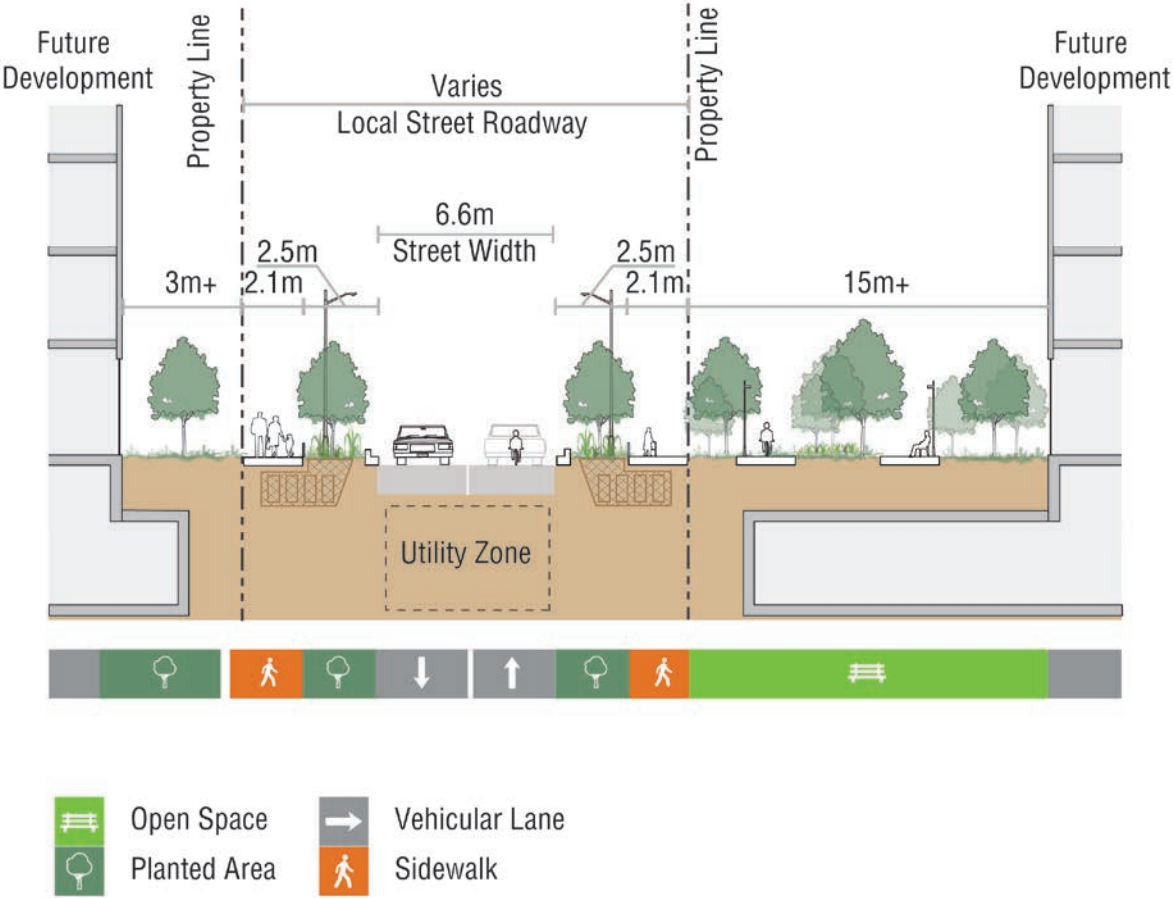 Future
Development
Property Line
Varies
Local Street Roadway
Property Line
Future
Development
6.6m
Street Width
3m+
2.5m
2.1m
2.5m
2.1m
15m+
Utility Zone
Open Space
Vehicular Lane
Planted Area
Sidewalk